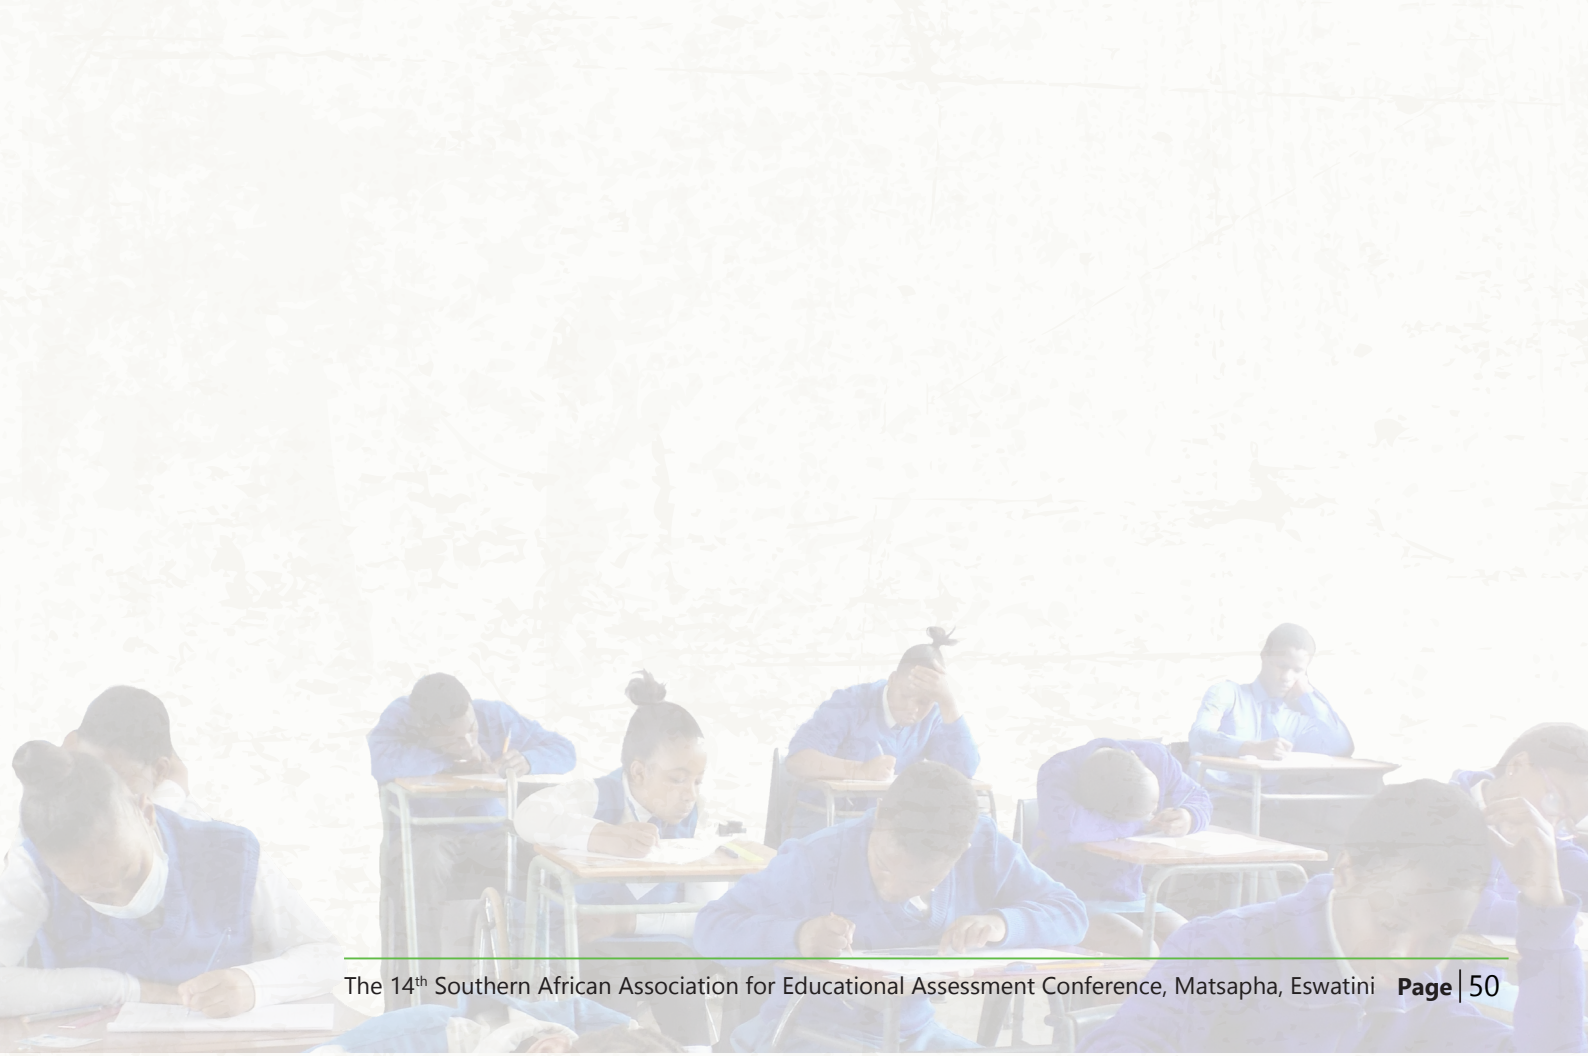 The 14th Southern African Association for Educational Assessment Conference, Matsapha, Eswatini Page | 50